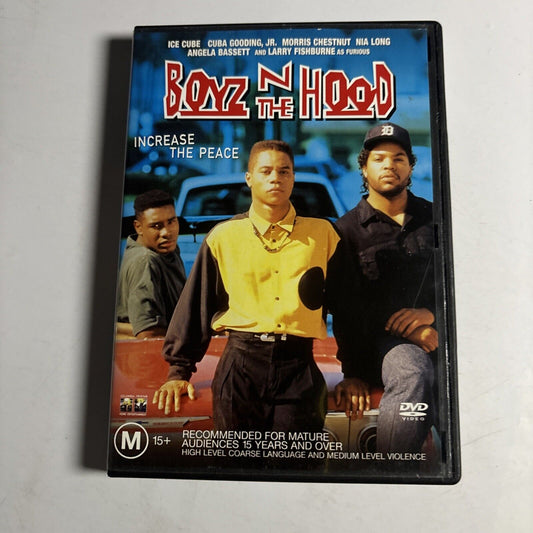 ICE CUBE CUBA GOODING, JR. MORRIS CHESTNUT NIA LONG
ANGELA BASSETT AND LARRY FISHBURNE AS FURIOUS
BOYZ N THE HOOD
INCREASE
THE PEACE
D
DVD
VIDEO
M 15+
RECOMMENDED FOR MATURE
AUDIENCES 15 YEARS AND OVER
HIGH LEVEL COARSE LANGUAGE AND MEDIUM LEVEL VIOLENCE